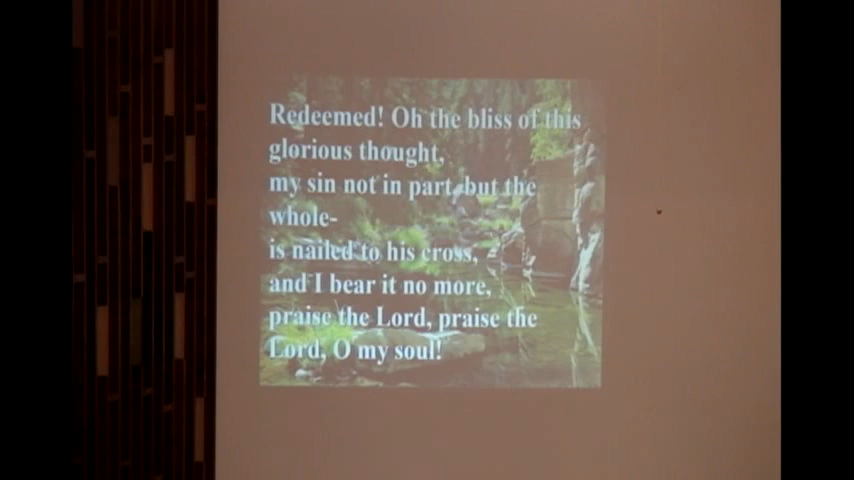 Redeemed! Oh the bliss of this
glorious thought,
my sin not in part, but the
whole-
is nailed to his cross,
and I bear it no more,
praise the Lord, praise the
Lord, O my soul!